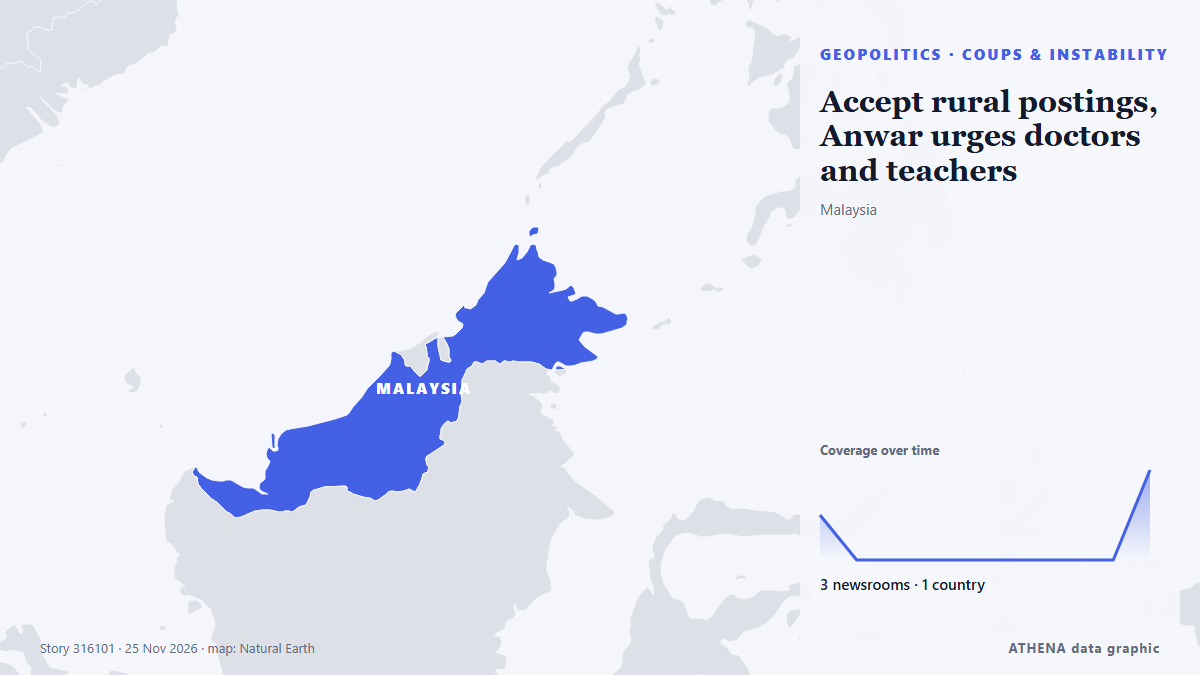 GEOPOLITICS · COUPS & INSTABILITY
Accept rural postings,
Anwar urges doctors
and teachers
Malaysia
MALAYSIA
Coverage over time
3 newsrooms · 1 country
Story 316101 · 25 Nov 2026 · map: Natural Earth
ATHENA data graphic